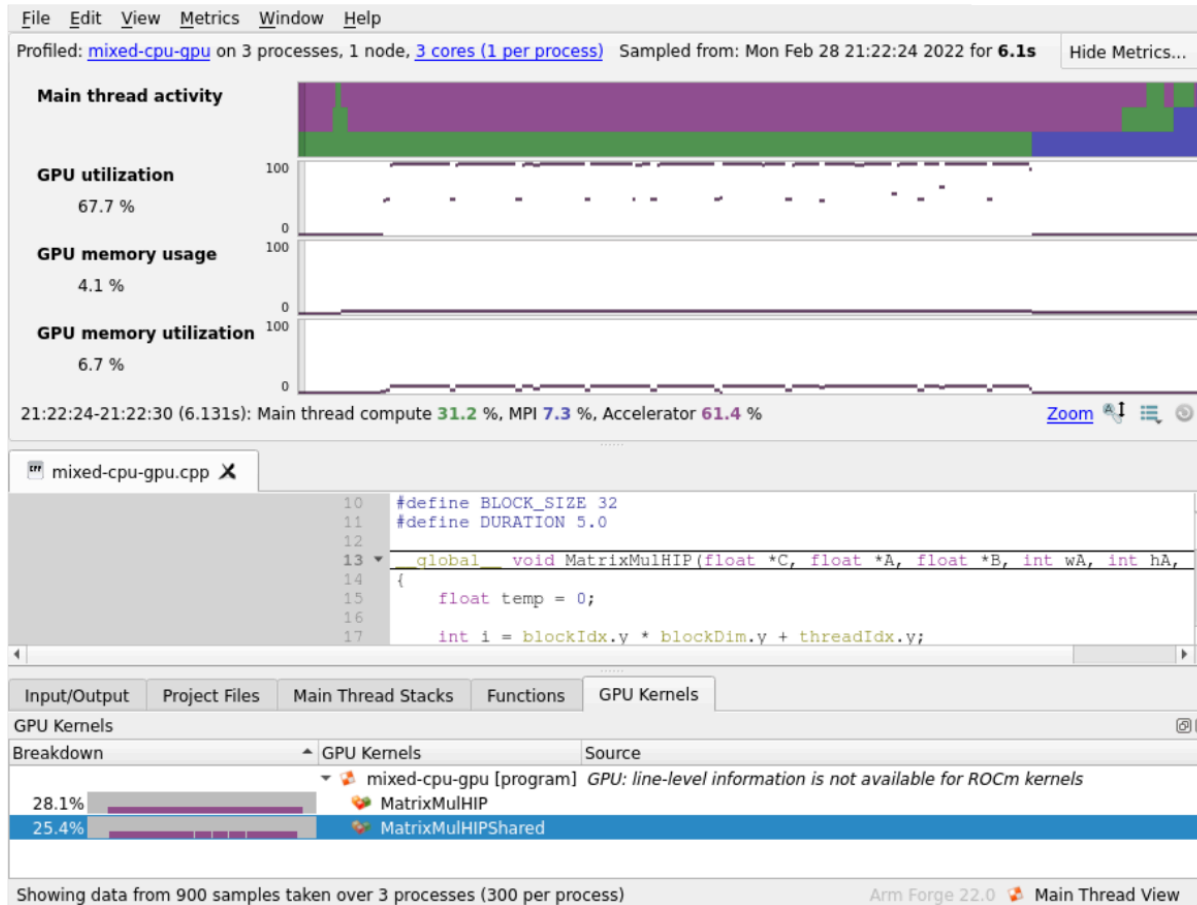 File Edit View Metrics Window Help
Profiled: mixed-cpu-gpu on 3 processes, 1 node, 3 cores (1 per process) Sampled from: Mon Feb 28 21:22:24 2022 for 6.1s Hide Metrics...
Main thread activity
GPU utilization
67.7 %
100
0
GPU memory usage
4.1 %
100
0
GPU memory utilization
6.7 %
100
0
21:22:24-21:22:30 (6.131s): Main thread compute 31.2 %, MPI 7.3 %, Accelerator 61.4 % Zoom
mixed-cpu-gpu.cpp
10 #define BLOCK_SIZE 32
11 #define DURATION 5.0
12
13 __global__ void MatrixMulHIP(float *C, float *A, float *B, int wA, int hA,
14 {
15 float temp = 0;
16
17 int i = blockIdx.y * blockDim.y + threadIdx.y;
Input/Output Project Files Main Thread Stacks Functions GPU Kernels
GPU Kernels
Breakdown GPU Kernels Source
mixed-cpu-gpu [program] GPU: line-level information is not available for ROCm kernels
28.1% MatrixMulHIP
25.4% MatrixMulHIPShared
Showing data from 900 samples taken over 3 processes (300 per process) Arm Forge 22.0 Main Thread View